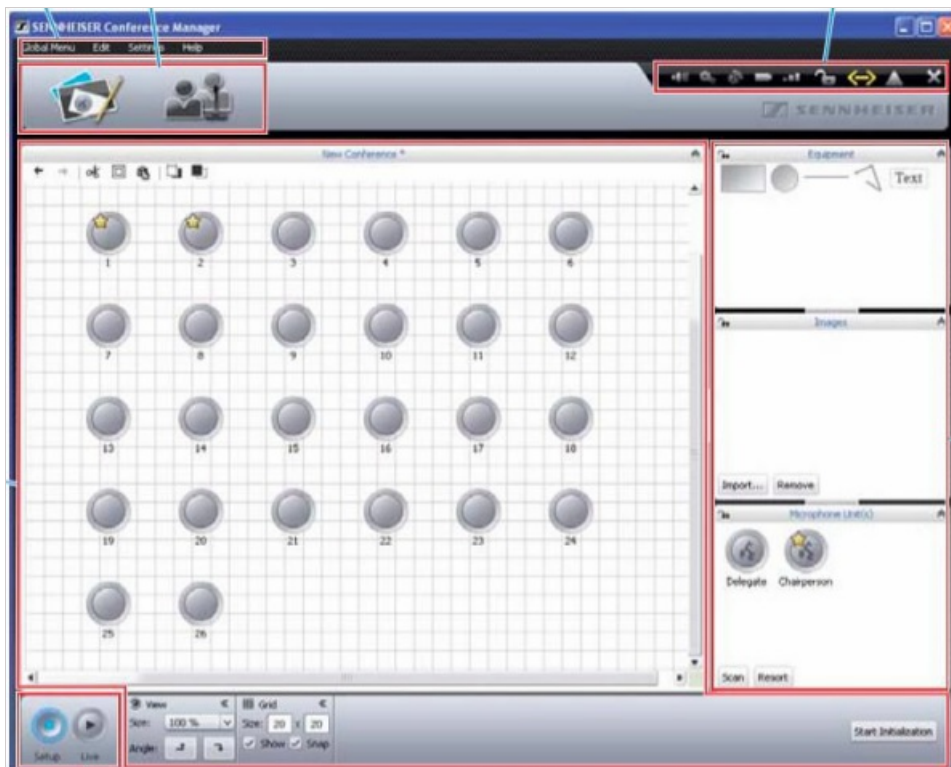 SENNHEISER Conference Manager
Global Menu Edit Settings Help
SENNHEISER
New Conference *
Equipment
Text
1 2 3 4 5 6
7 8 9 10 11 12
Images
13 14 15 16 17 18
Import... Remove
Microphone Unit(s)
19 20 21 22 23 24
Delegate Chairperson
25 26
Scan Resort
View Grid
Size: 100 % Size: 20 x 20
Angle: Show Snap
Start Initialization
Setup Live